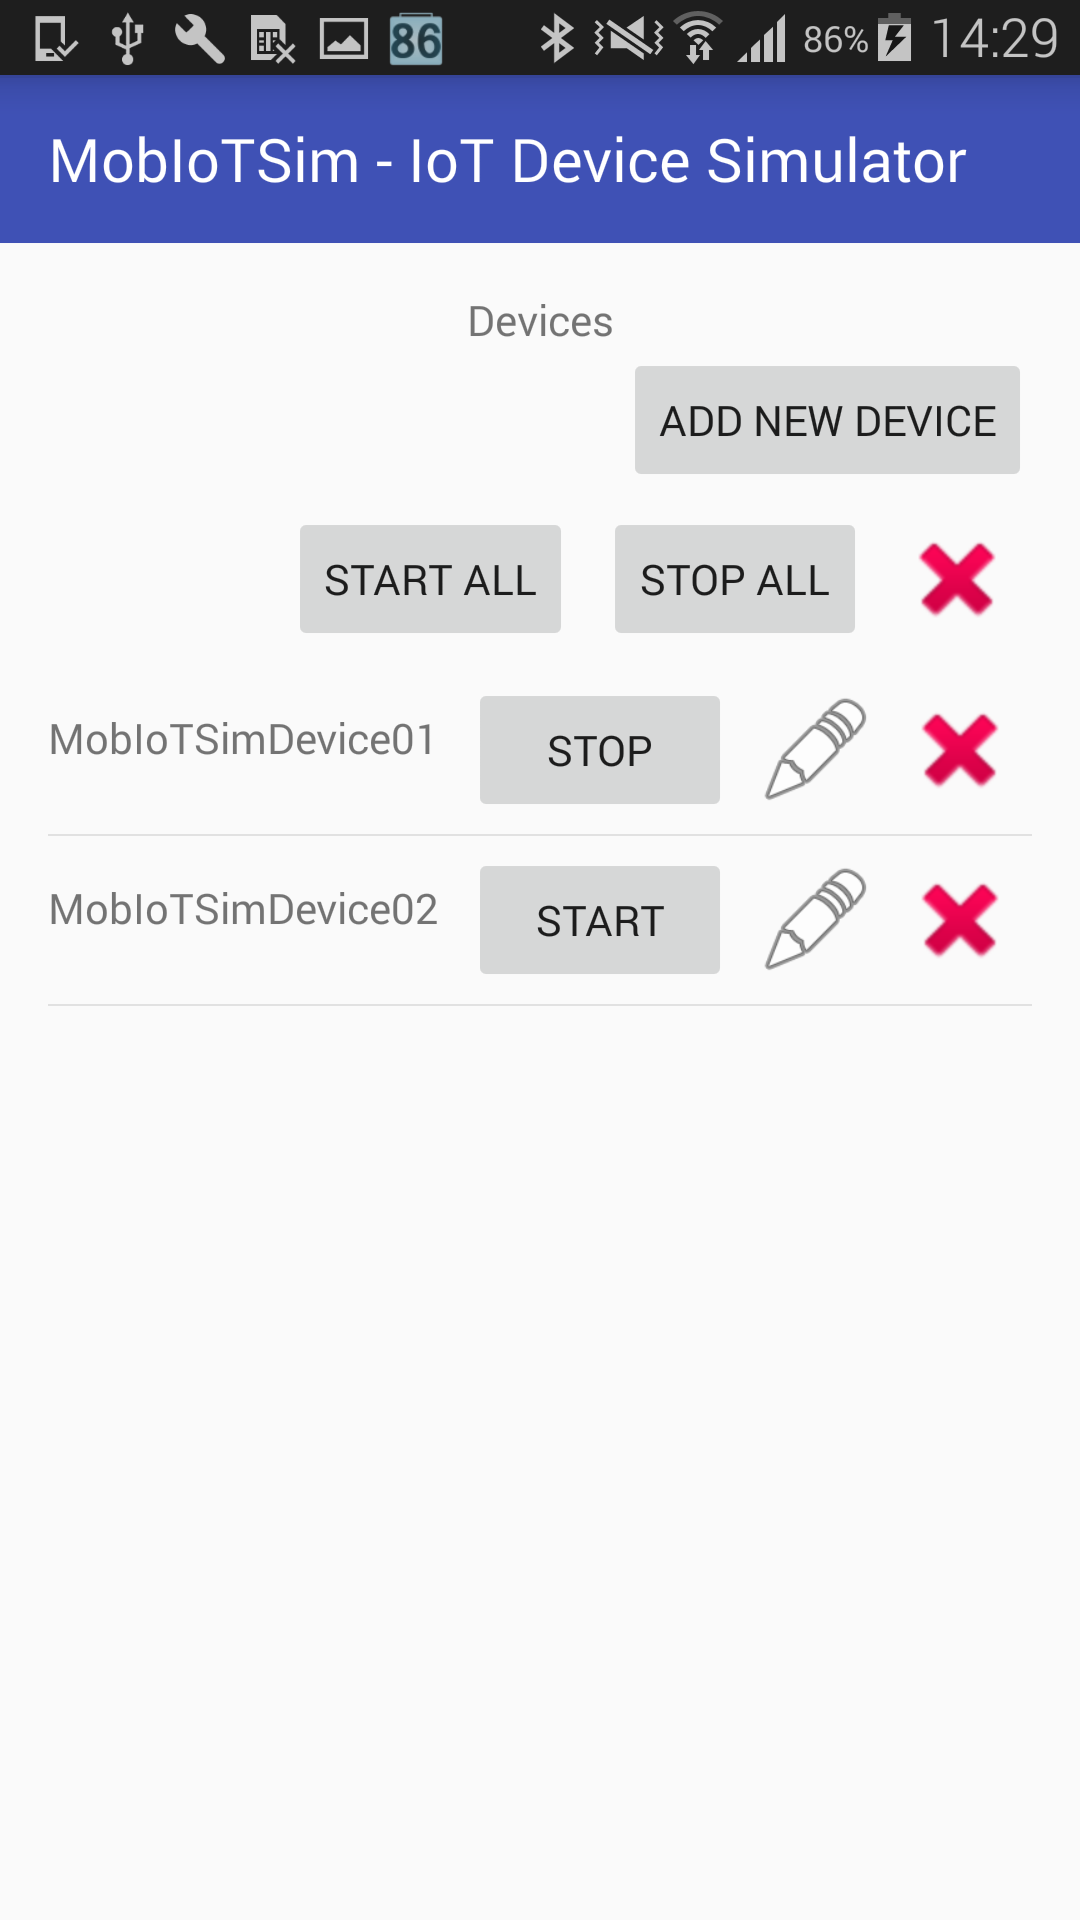 86 86% 14:29
MobIoTSim - IoT Device Simulator
Devices
ADD NEW DEVICE
START ALL STOP ALL
MobIoTSimDevice01 STOP
MobIoTSimDevice02 START